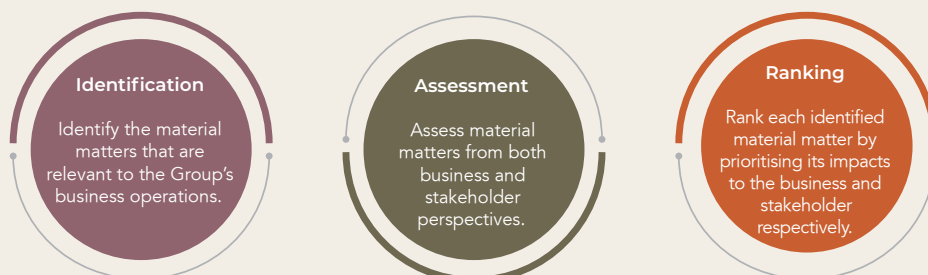 Identification
Identify the material
matters that are
relevant to the Group's
business operations.
Assessment
Assess material
matters from both
business and
stakeholder
perspectives.
Ranking
Rank each identified
material matter by
prioritising its impacts
to the business and
stakeholder
respectively.